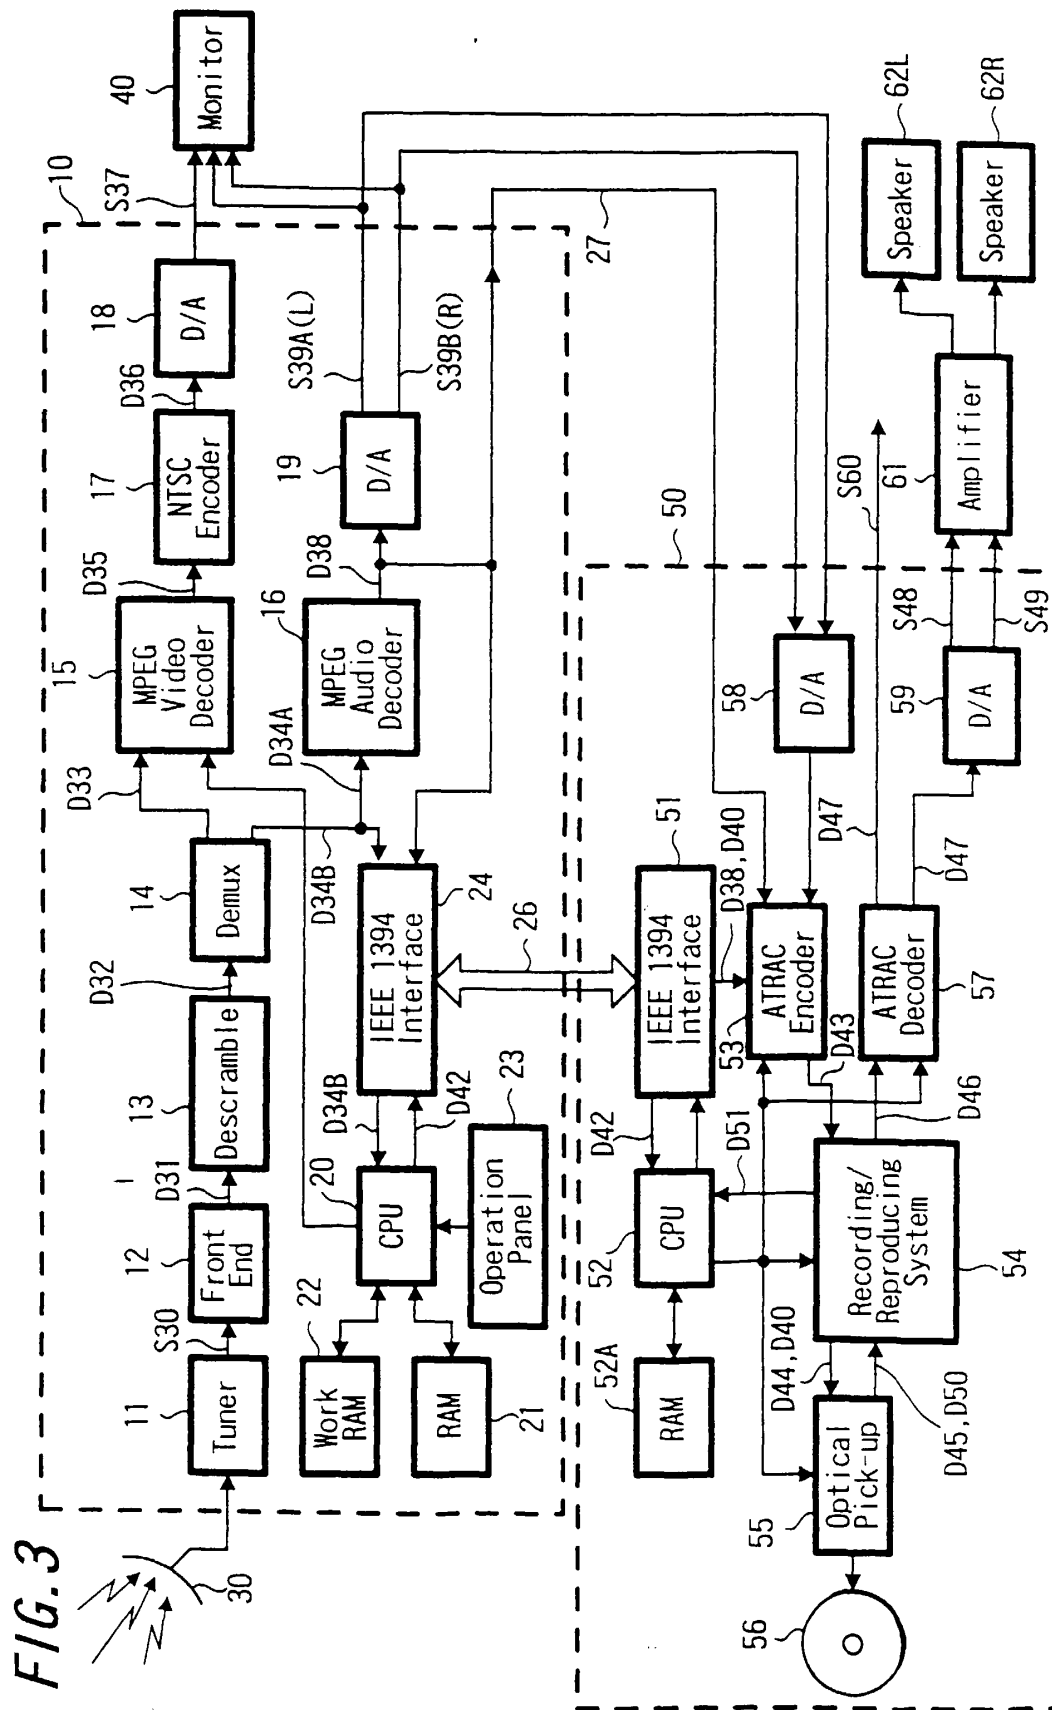 FIG.3
30
11
Tuner
S30
12
Front
End
D31
13
Descramble
D32
14
Demux
D33
15
MPEG
Video
Decoder
D35
17
NTSC
Encoder
D36
18
D/A
S37
10
40
Monitor
D34B
D34A
16
MPEG
Audio
Decoder
D38
19
D/A
S39A(L)
S39B(R)
22
Work
RAM
RAM
21
20
CPU
D34B
D42
IEEE 1394
Interface
24
Operation
Panel
23
26
27
50
52A
RAM
52
CPU
D42
D51
IEEE 1394
Interface
51
D38, D40
53
ATRAC
Encoder
D43
58
D/A
56
55
Optical
Pick-up
D44, D40
D45, D50
Recording/
Reproducing
System
54
D46
ATRAC
Decoder
57
D47
D47
59
D/A
S48
S49
S60
61
Amplifier
Speaker
62L
Speaker
62R